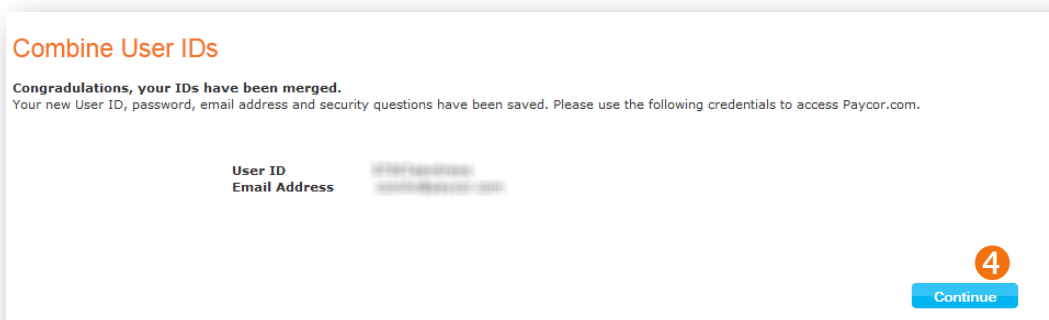 Combine User IDs
Congradulations, your IDs have been merged.
Your new User ID, password, email address and security questions have been saved. Please use the following credentials to access Paycor.com.
User ID
Email Address
4
Continue